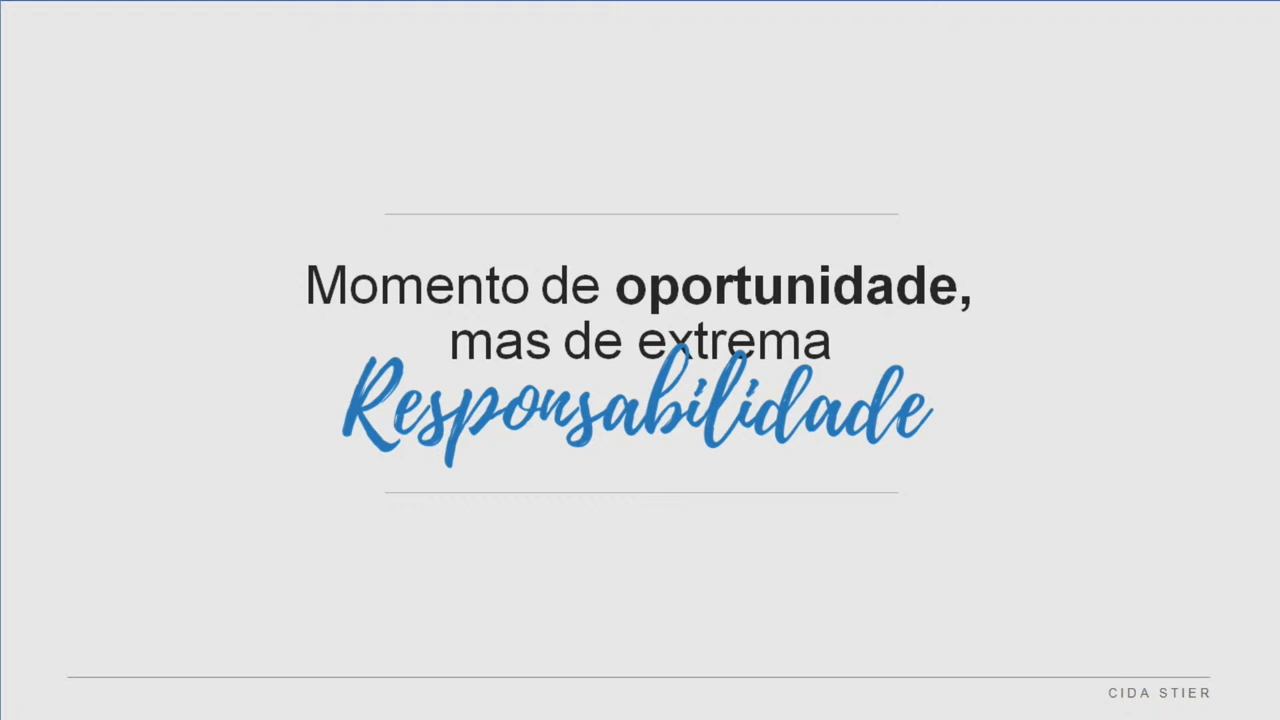 Momento de oportunidade,
mas de extrema
Responsabilidade
CIDA STIER